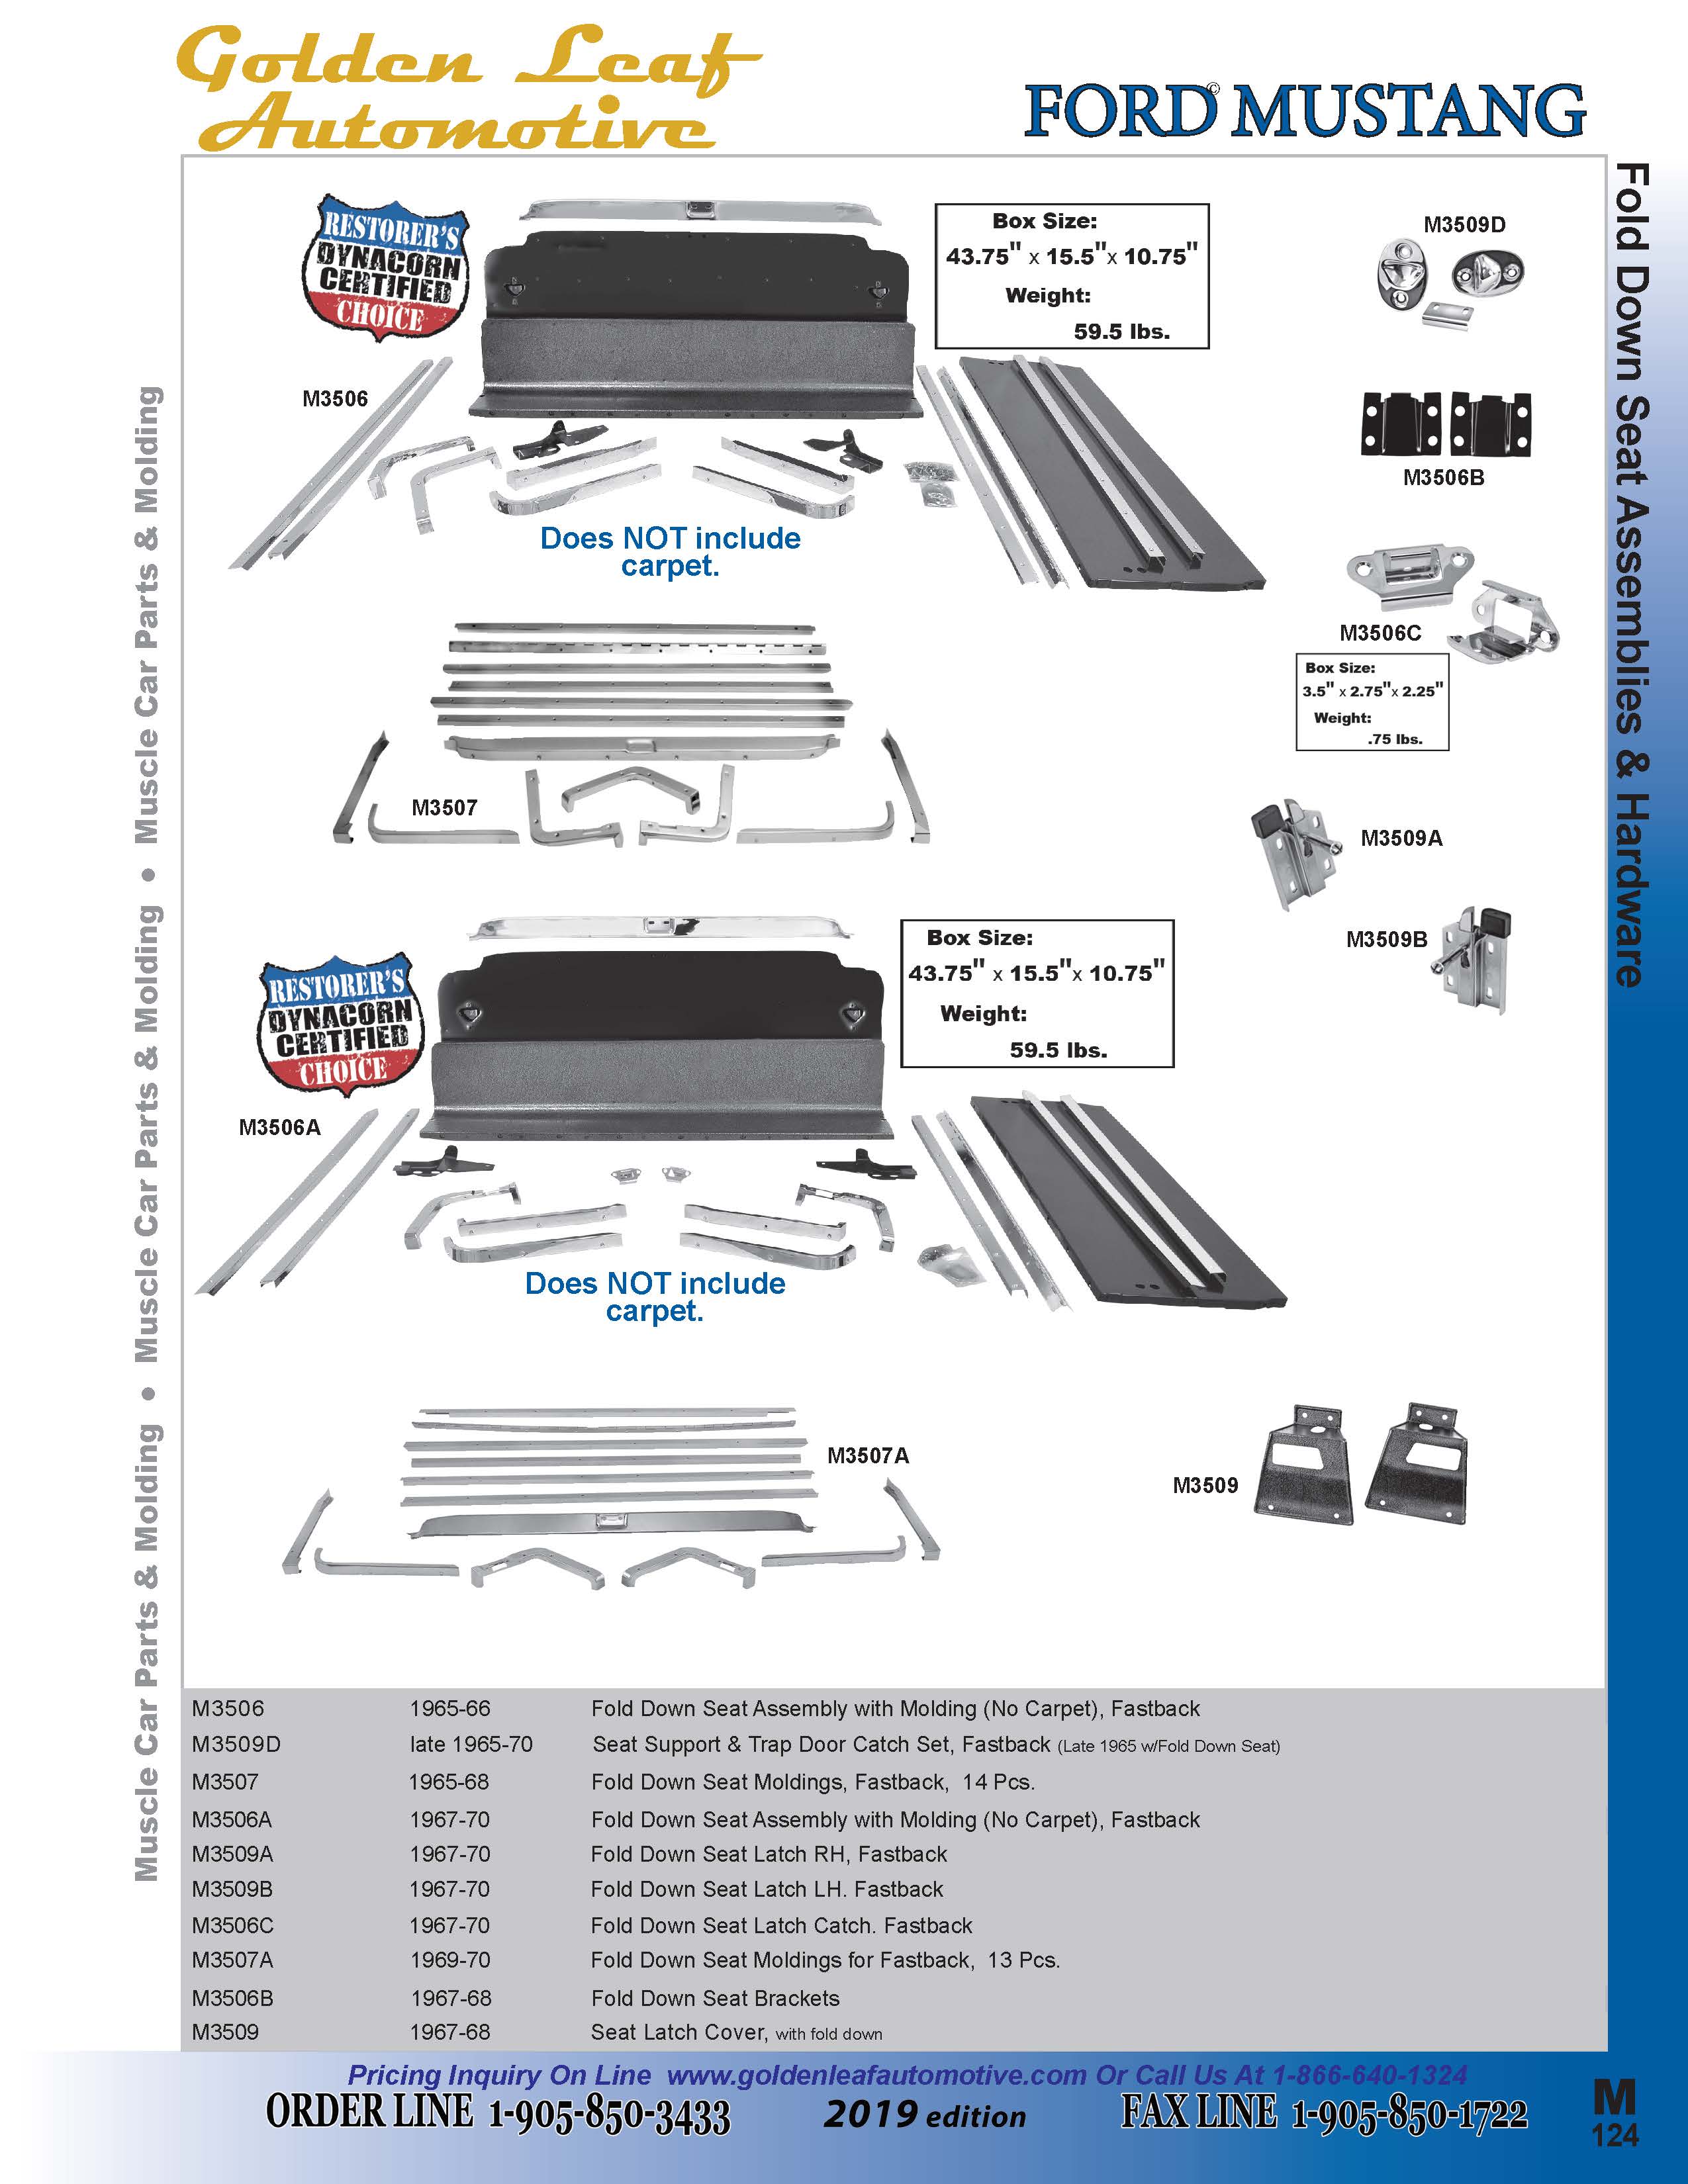 Golden Leaf
Automotive
FORD© MUSTANG
Fold Down Seat Assemblies & Hardware
Muscle Car Parts & Molding • Muscle Car Parts & Molding • Muscle Car Parts & Molding
RESTORER'S
DYNACORN
CERTIFIED
CHOICE
Box Size:
43.75" x 15.5"x 10.75"
Weight:
59.5 lbs.
M3509D
M3506
M3506B
Does NOT include
carpet.
M3506C
Box Size:
3.5" x 2.75"x 2.25"
Weight:
.75 lbs.
M3507
M3509A
M3509B
RESTORER'S
DYNACORN
CERTIFIED
CHOICE
Box Size:
43.75" x 15.5"x 10.75"
Weight:
59.5 lbs.
M3506A
Does NOT include
carpet.
M3507A
M3509
M3506 1965-66 Fold Down Seat Assembly with Molding (No Carpet), Fastback
M3509D late 1965-70 Seat Support & Trap Door Catch Set, Fastback (Late 1965 w/Fold Down Seat)
M3507 1965-68 Fold Down Seat Moldings, Fastback, 14 Pcs.
M3506A 1967-70 Fold Down Seat Assembly with Molding (No Carpet), Fastback
M3509A 1967-70 Fold Down Seat Latch RH, Fastback
M3509B 1967-70 Fold Down Seat Latch LH. Fastback
M3506C 1967-70 Fold Down Seat Latch Catch. Fastback
M3507A 1969-70 Fold Down Seat Moldings for Fastback, 13 Pcs.
M3506B 1967-68 Fold Down Seat Brackets
M3509 1967-68 Seat Latch Cover, with fold down
Pricing Inquiry On Line www.goldenleafautomotive.com Or Call Us At 1-866-640-1324
ORDER LINE 1-905-850-3433 2019 edition FAX LINE 1-905-850-1722
M
124